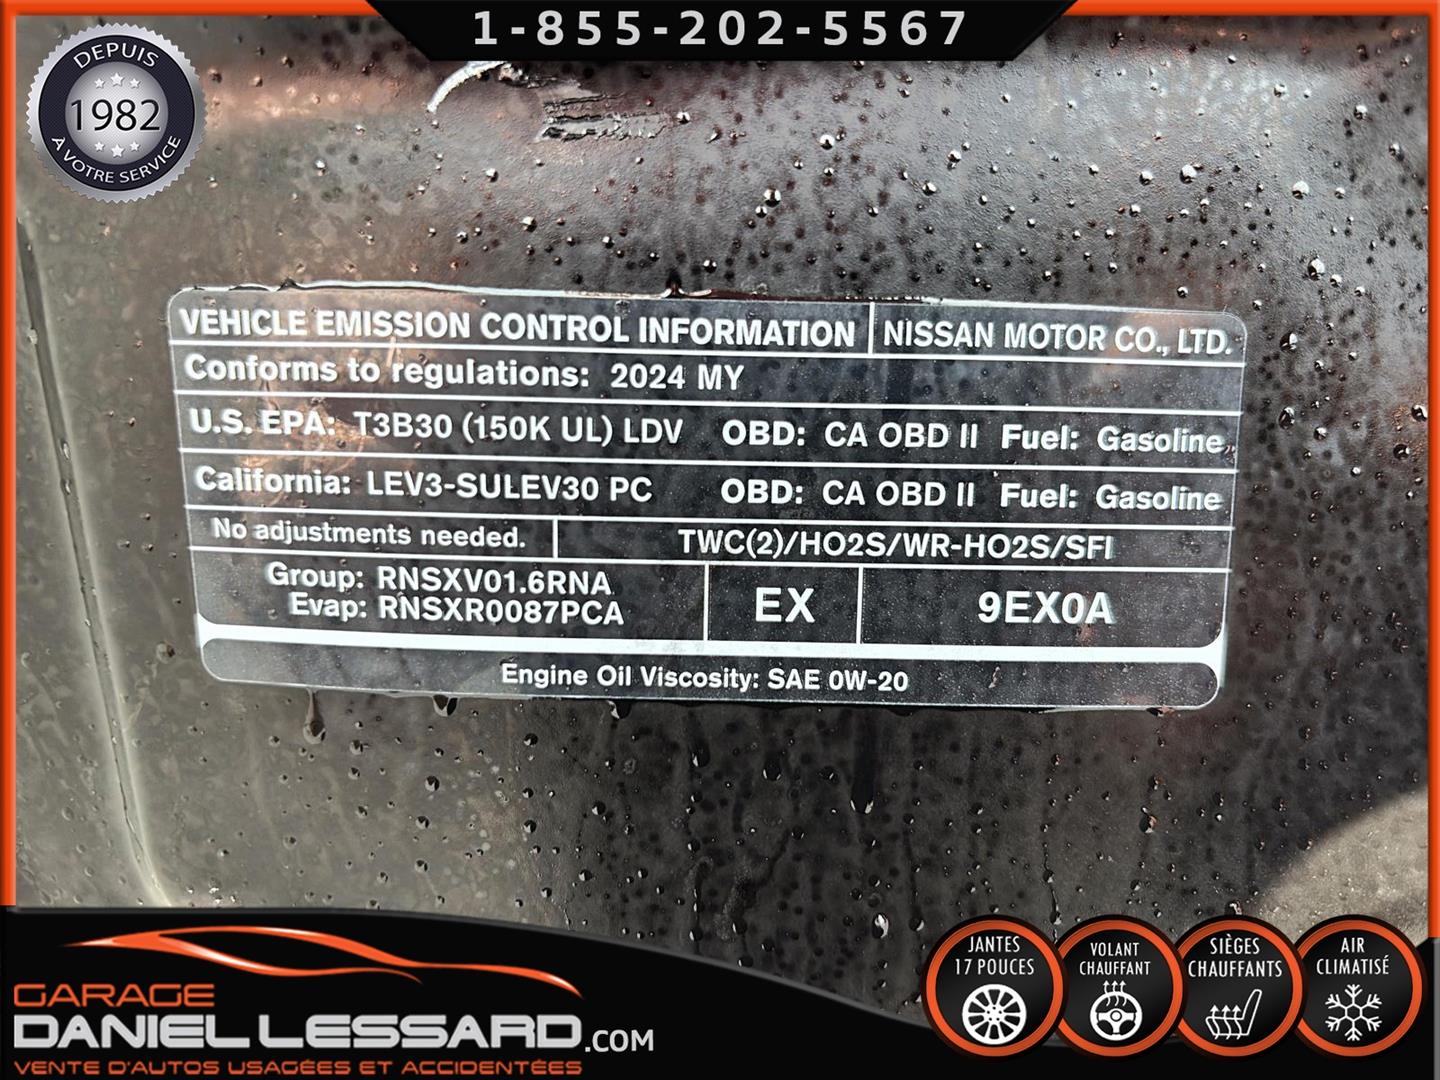 1-855-202-5567
DEPUIS
1982
À VOTRE SERVICE
VEHICLE EMISSION CONTROL INFORMATION NISSAN MOTOR CO., LTD.
Conforms to regulations: 2024 MY
U.S. EPA: T3B30 (150K UL) LDV OBD: CA OBD II Fuel: Gasoline
California: LEV3-SULEV30 PC OBD: CA OBD II Fuel: Gasoline
No adjustments needed. TWC(2)/HO2S/WR-HO2S/SFI
Group: RNSXV01.6RNA
Evap: RNSXR0087PCA
EX
9EX0A
Engine Oil Viscosity: SAE 0W-20
GARAGE
DANIEL LESSARD.COM
VENTE D'AUTOS USAGÉES ET ACCIDENTÉES
JANTES
17 POUCES
VOLANT
CHAUFFANT
SIÈGES
CHAUFFANTS
AIR
CLIMATISÉ